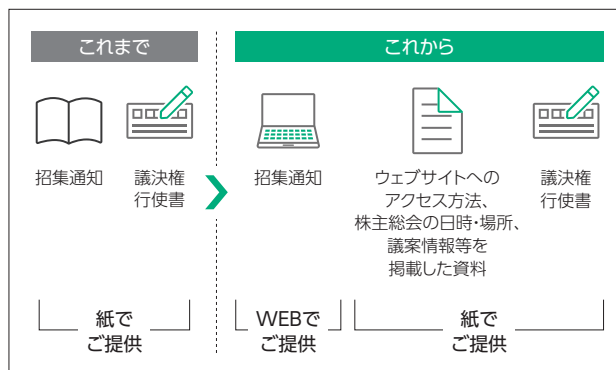 これまで
招集通知
議決権
行使書
紙で
ご提供
これから
招集通知
ウェブサイトへの
アクセス方法、
株主総会の日時・場所、
議案情報等を
掲載した資料
議決権
行使書
WEBで
ご提供
紙で
ご提供